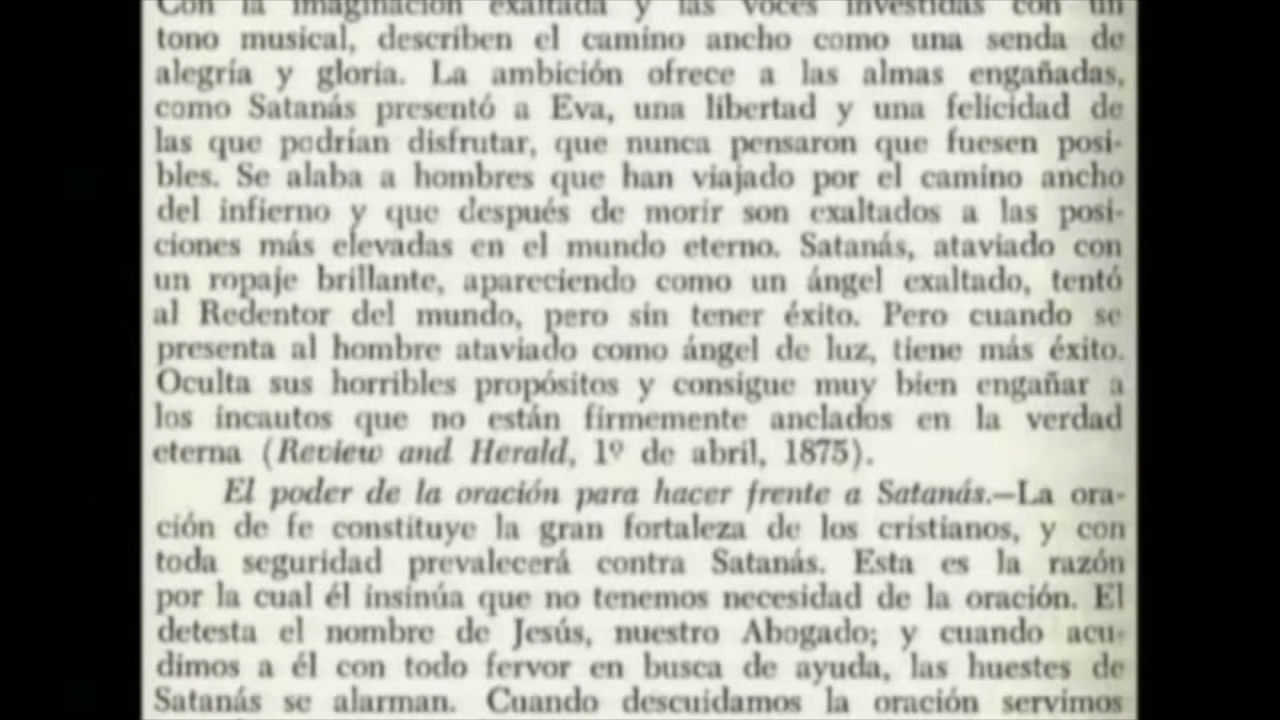 Con la imaginación exaltada y las voces investidas con un
tono musical, describen el camino ancho como una senda de
alegría y gloria. La ambición ofrece a las almas engañadas,
como Satanás presentó a Eva, una libertad y una felicidad de
las que podrían disfrutar, que nunca pensaron que fuesen posi-
bles. Se alaba a hombres que han viajado por el camino ancho
del infierno y que después de morir son exaltados a las posi-
ciones más elevadas en el mundo eterno. Satanás, ataviado con
un ropaje brillante, apareciendo como un ángel exaltado, tentó
al Redentor del mundo, pero sin tener éxito. Pero cuando se
presenta al hombre ataviado como ángel de luz, tiene más éxito.
Oculta sus horribles propósitos y consigue muy bien engañar a
los incautos que no están firmemente anclados en la verdad
eterna (Review and Herald, 1º de abril, 1875).
El poder de la oración para hacer frente a Satanás.—La ora-
ción de fe constituye la gran fortaleza de los cristianos, y con
toda seguridad prevalecerá contra Satanás. Esta es la razón
por la cual él insinúa que no tenemos necesidad de la oración. El
detesta el nombre de Jesús, nuestro Abogado; y cuando acu-
dimos a él con todo fervor en busca de ayuda, las huestes de
Satanás se alarman. Cuando descuidamos la oración servimos